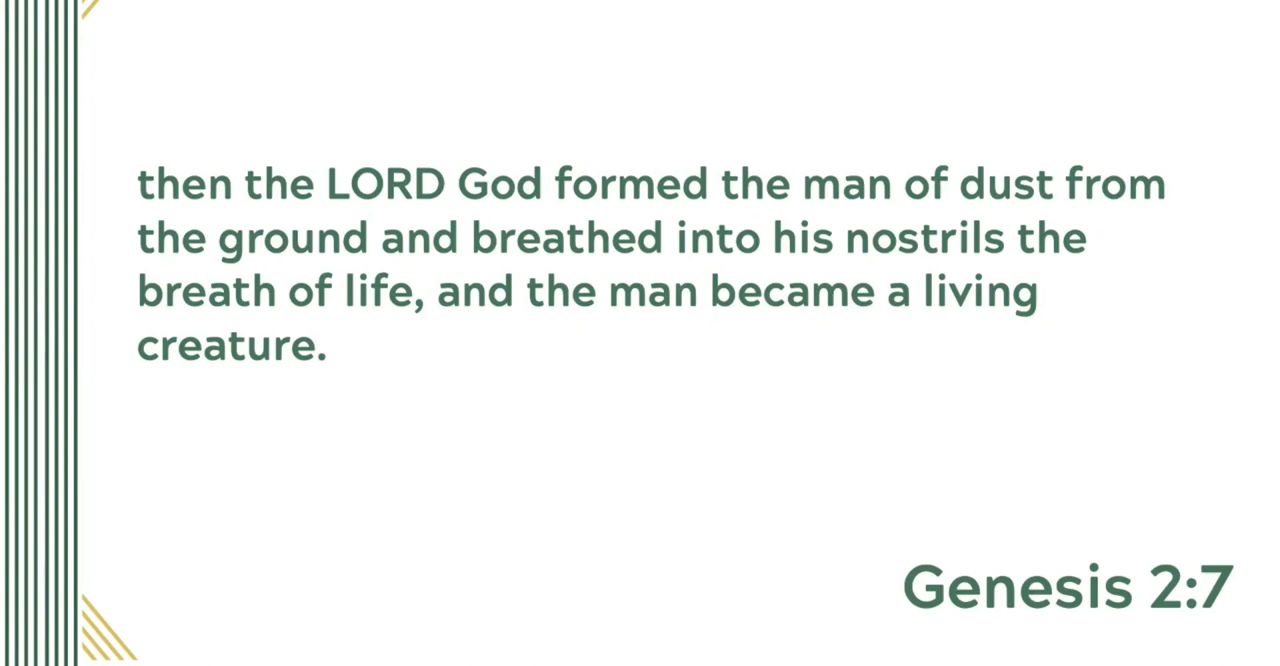 then the LORD God formed the man of dust from
the ground and breathed into his nostrils the
breath of life, and the man became a living
creature.
Genesis 2:7